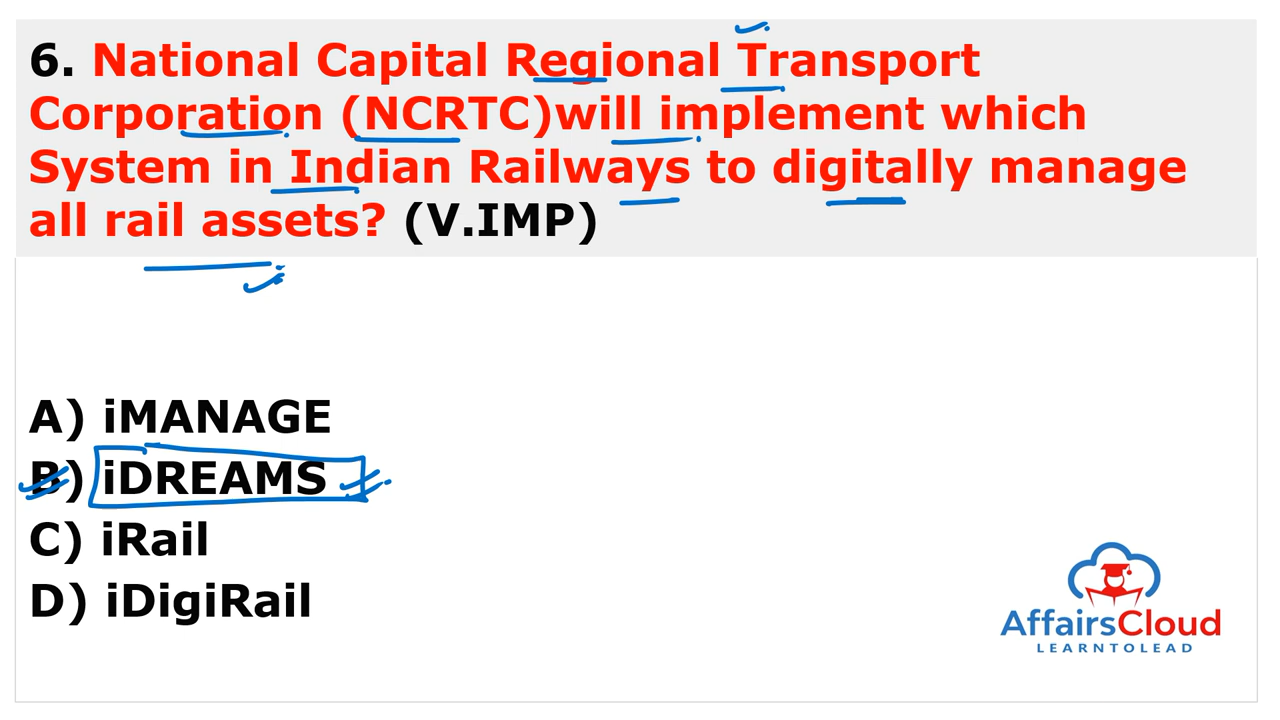 6. National Capital Regional Transport
Corporation (NCRTC)will implement which
System in Indian Railways to digitally manage
all rail assets? (V.IMP)
A) iMANAGE
B) iDREAMS
C) iRail
D) iDigiRail
AffairsCloud
LEARNTOLEAD